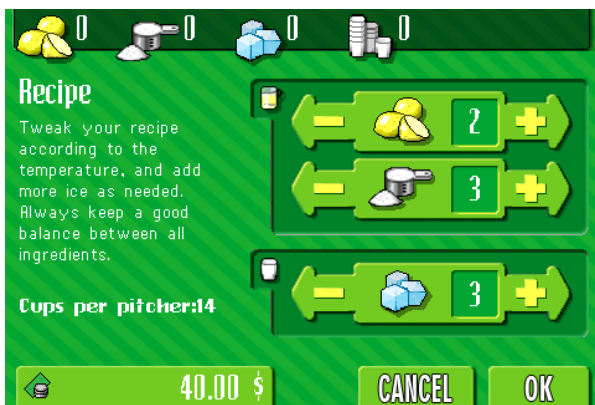 0 0 0 0
Recipe
Tweak your recipe
according to the
temperature, and add
more ice as needed.
Always keep a good
balance between all
ingredients.
Cups per pitcher:14
2
3
3
40.00 $
CANCEL
OK